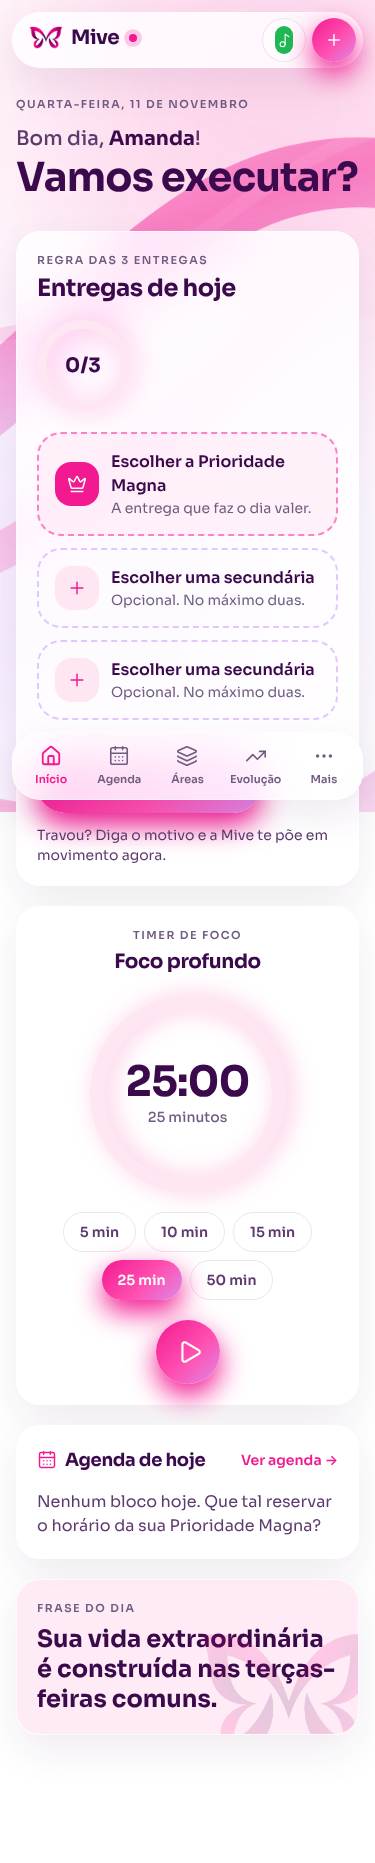 Mive
QUARTA-FEIRA, 11 DE NOVEMBRO
Bom dia, Amanda!
Vamos executar?
REGRA DAS 3 ENTREGAS
Entregas de hoje
0/3
Escolher a Prioridade
Magna
A entrega que faz o dia valer.
Escolher uma secundária
Opcional. No máximo duas.
Escolher uma secundária
Opcional. No máximo duas.
Início Agenda Áreas Evolução Mais
Travou? Diga o motivo e a Mive te põe em
movimento agora.
TIMER DE FOCO
Foco profundo
25:00
25 minutos
5 min 10 min 15 min
25 min 50 min
Agenda de hoje Ver agenda →
Nenhum bloco hoje. Que tal reservar
o horário da sua Prioridade Magna?
FRASE DO DIA
Sua vida extraordinária
é construída nas terças-
feiras comuns.